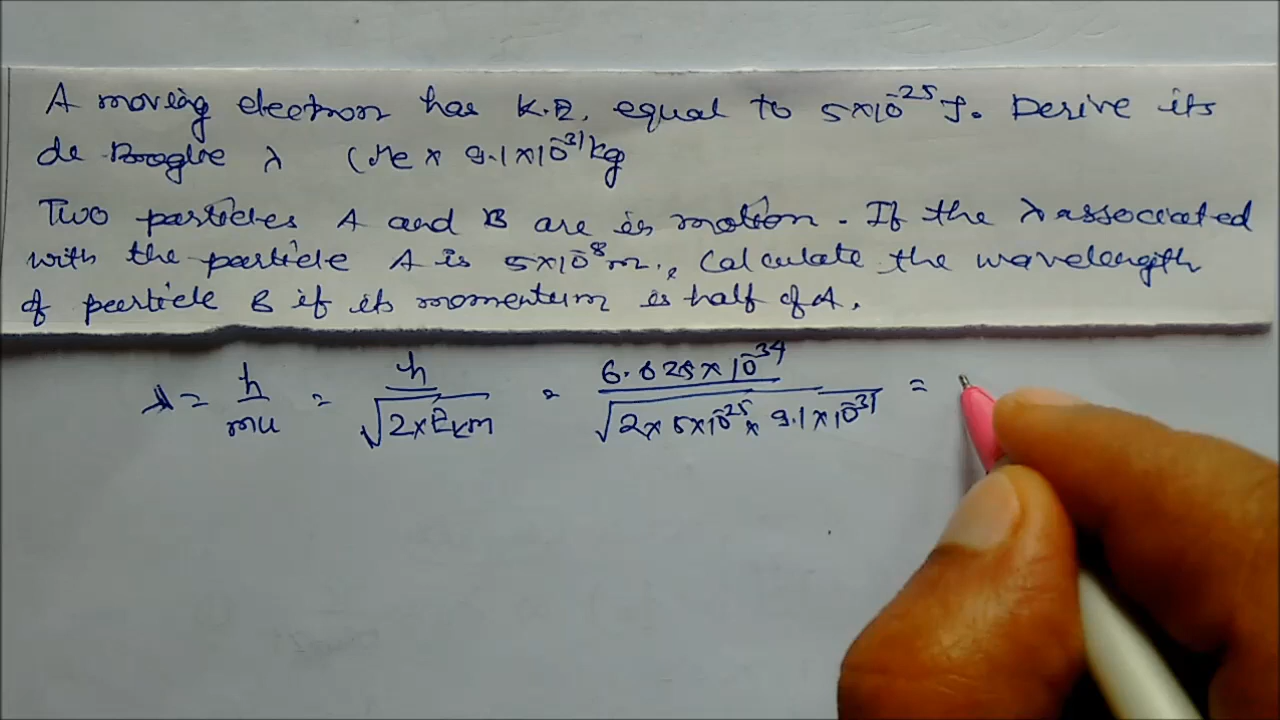 A moving electron has K.E. equal to 5×10⁻²⁵ J. Derive its
de Broglie λ (Me × 9.1×10⁻³¹ kg
Two particles A and B are in motion. If the λ associated
with the particle A is 5×10⁻⁸ m., Calculate the wavelength
of particle B if its momentum is half of A.
λ = h/mu = h/√(2×Eₖm) = 6.625×10⁻³⁴/√(2×5×10⁻²⁵×9.1×10⁻³¹) =